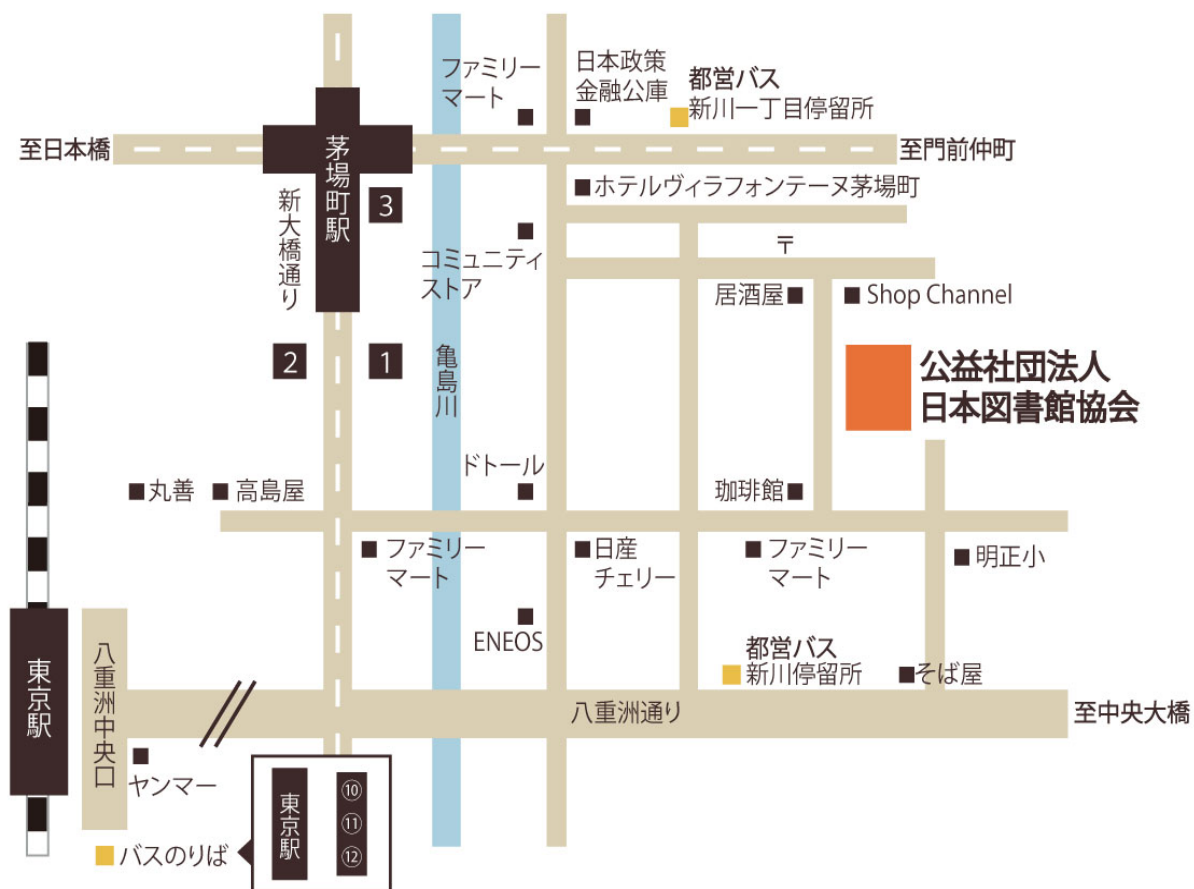 ファミリー
マート
日本政策
金融公庫
都営バス
新川一丁目停留所
至日本橋
茅場町駅
至門前仲町
新大橋通り
3
ホテルヴィラフォンテーヌ茅場町
〒
コミュニティ
ストア
居酒屋
Shop Channel
2
1
亀島川
公益社団法人
日本図書館協会
ドトール
丸善
高島屋
珈琲館
ファミリー
マート
日産
チェリー
ファミリー
マート
明正小
ENEOS
都営バス
新川停留所
そば屋
東京駅
八重洲中央口
八重洲通り
至中央大橋
ヤンマー
バスのりば
東京駅
⑩
⑪
⑫